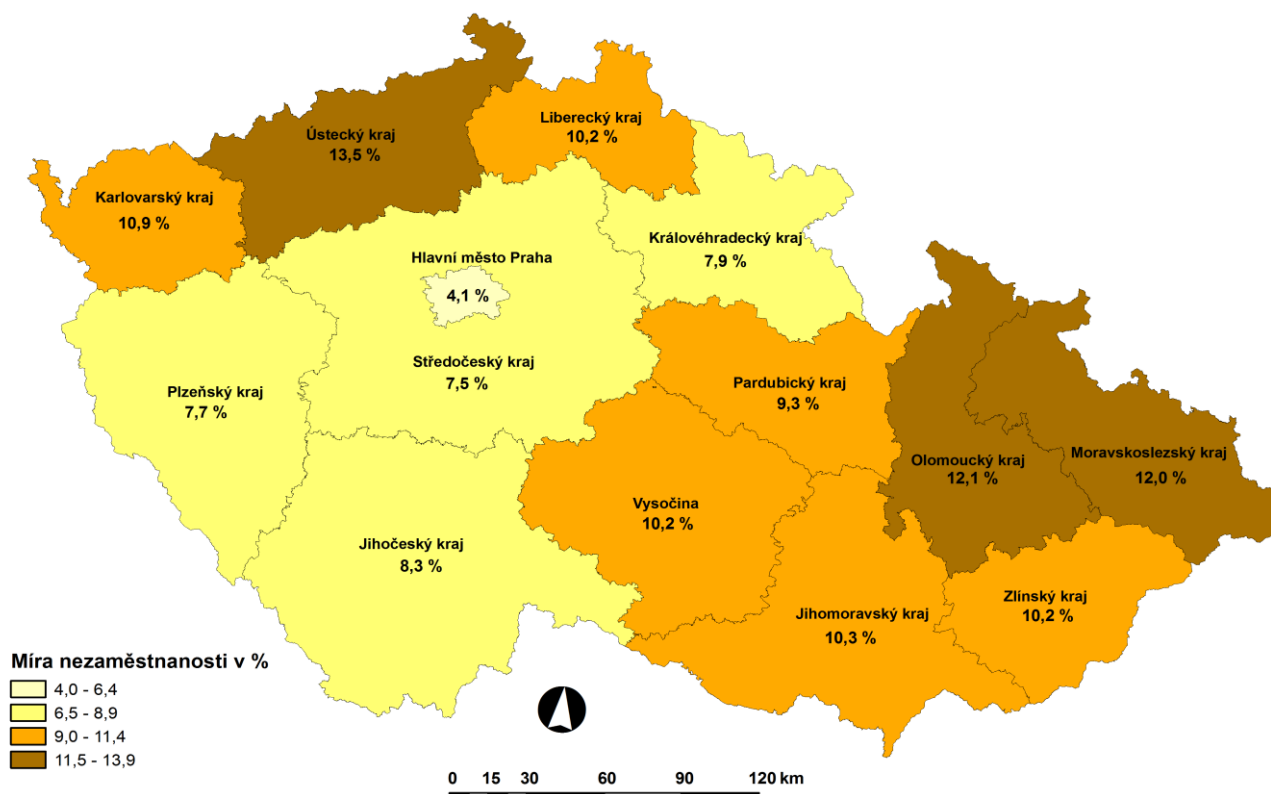 Ústecký kraj
13,5 %
Liberecký kraj
10,2 %
Karlovarský kraj
10,9 %
Královéhradecký kraj
7,9 %
Hlavní město Praha
4,1 %
Středočeský kraj
7,5 %
Plzeňský kraj
7,7 %
Pardubický kraj
9,3 %
Olomoucký kraj
12,1 %
Moravskoslezský kraj
12,0 %
Vysočina
10,2 %
Jihočeský kraj
8,3 %
Jihomoravský kraj
10,3 %
Zlínský kraj
10,2 %
Míra nezaměstnanosti v %
4,0 - 6,4
6,5 - 8,9
9,0 - 11,4
11,5 - 13,9
0 15 30 60 90 120 km